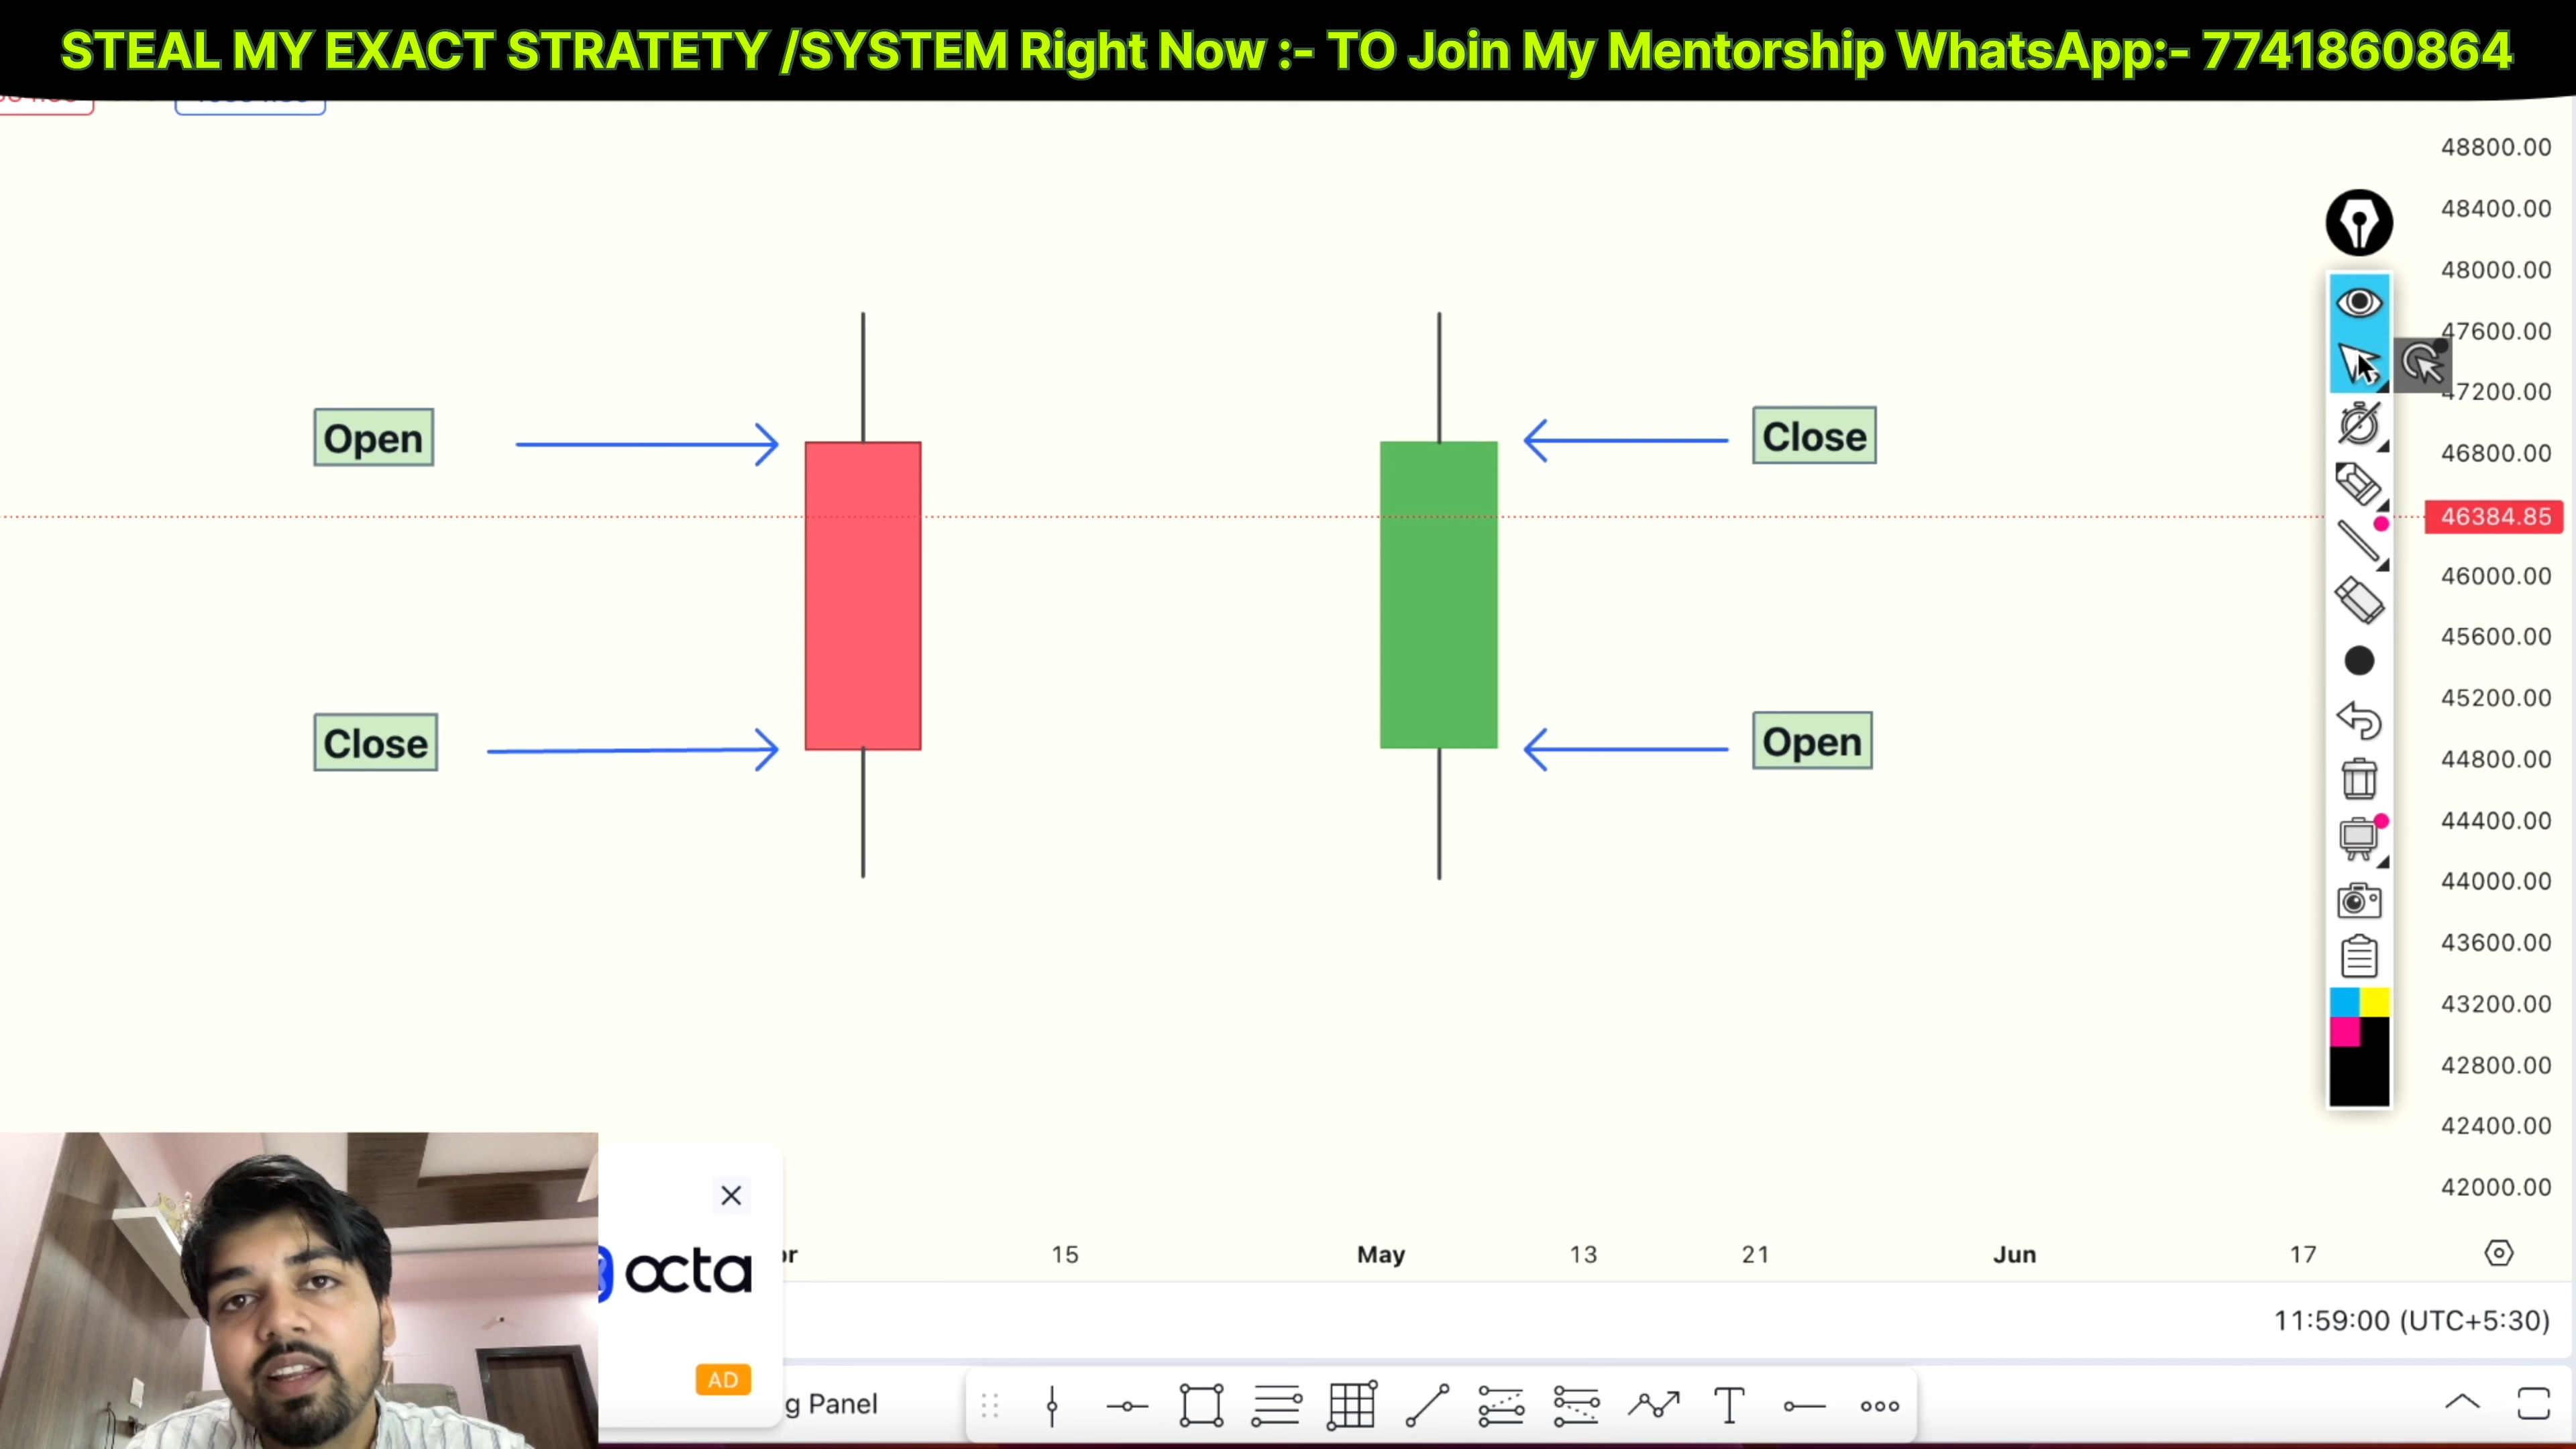 STEAL MY EXACT STRATETY /SYSTEM Right Now :- TO Join My Mentorship WhatsApp:- 7741860864
48800.00
48400.00
48000.00
47600.00
47200.00
Open
Close
46800.00
46384.85
46000.00
45600.00
45200.00
Close
Open
44800.00
44400.00
44000.00
43600.00
43200.00
42800.00
42400.00
42000.00
15
May
13
21
Jun
17
octa
11:59:00 (UTC+5:30)
AD
g Panel